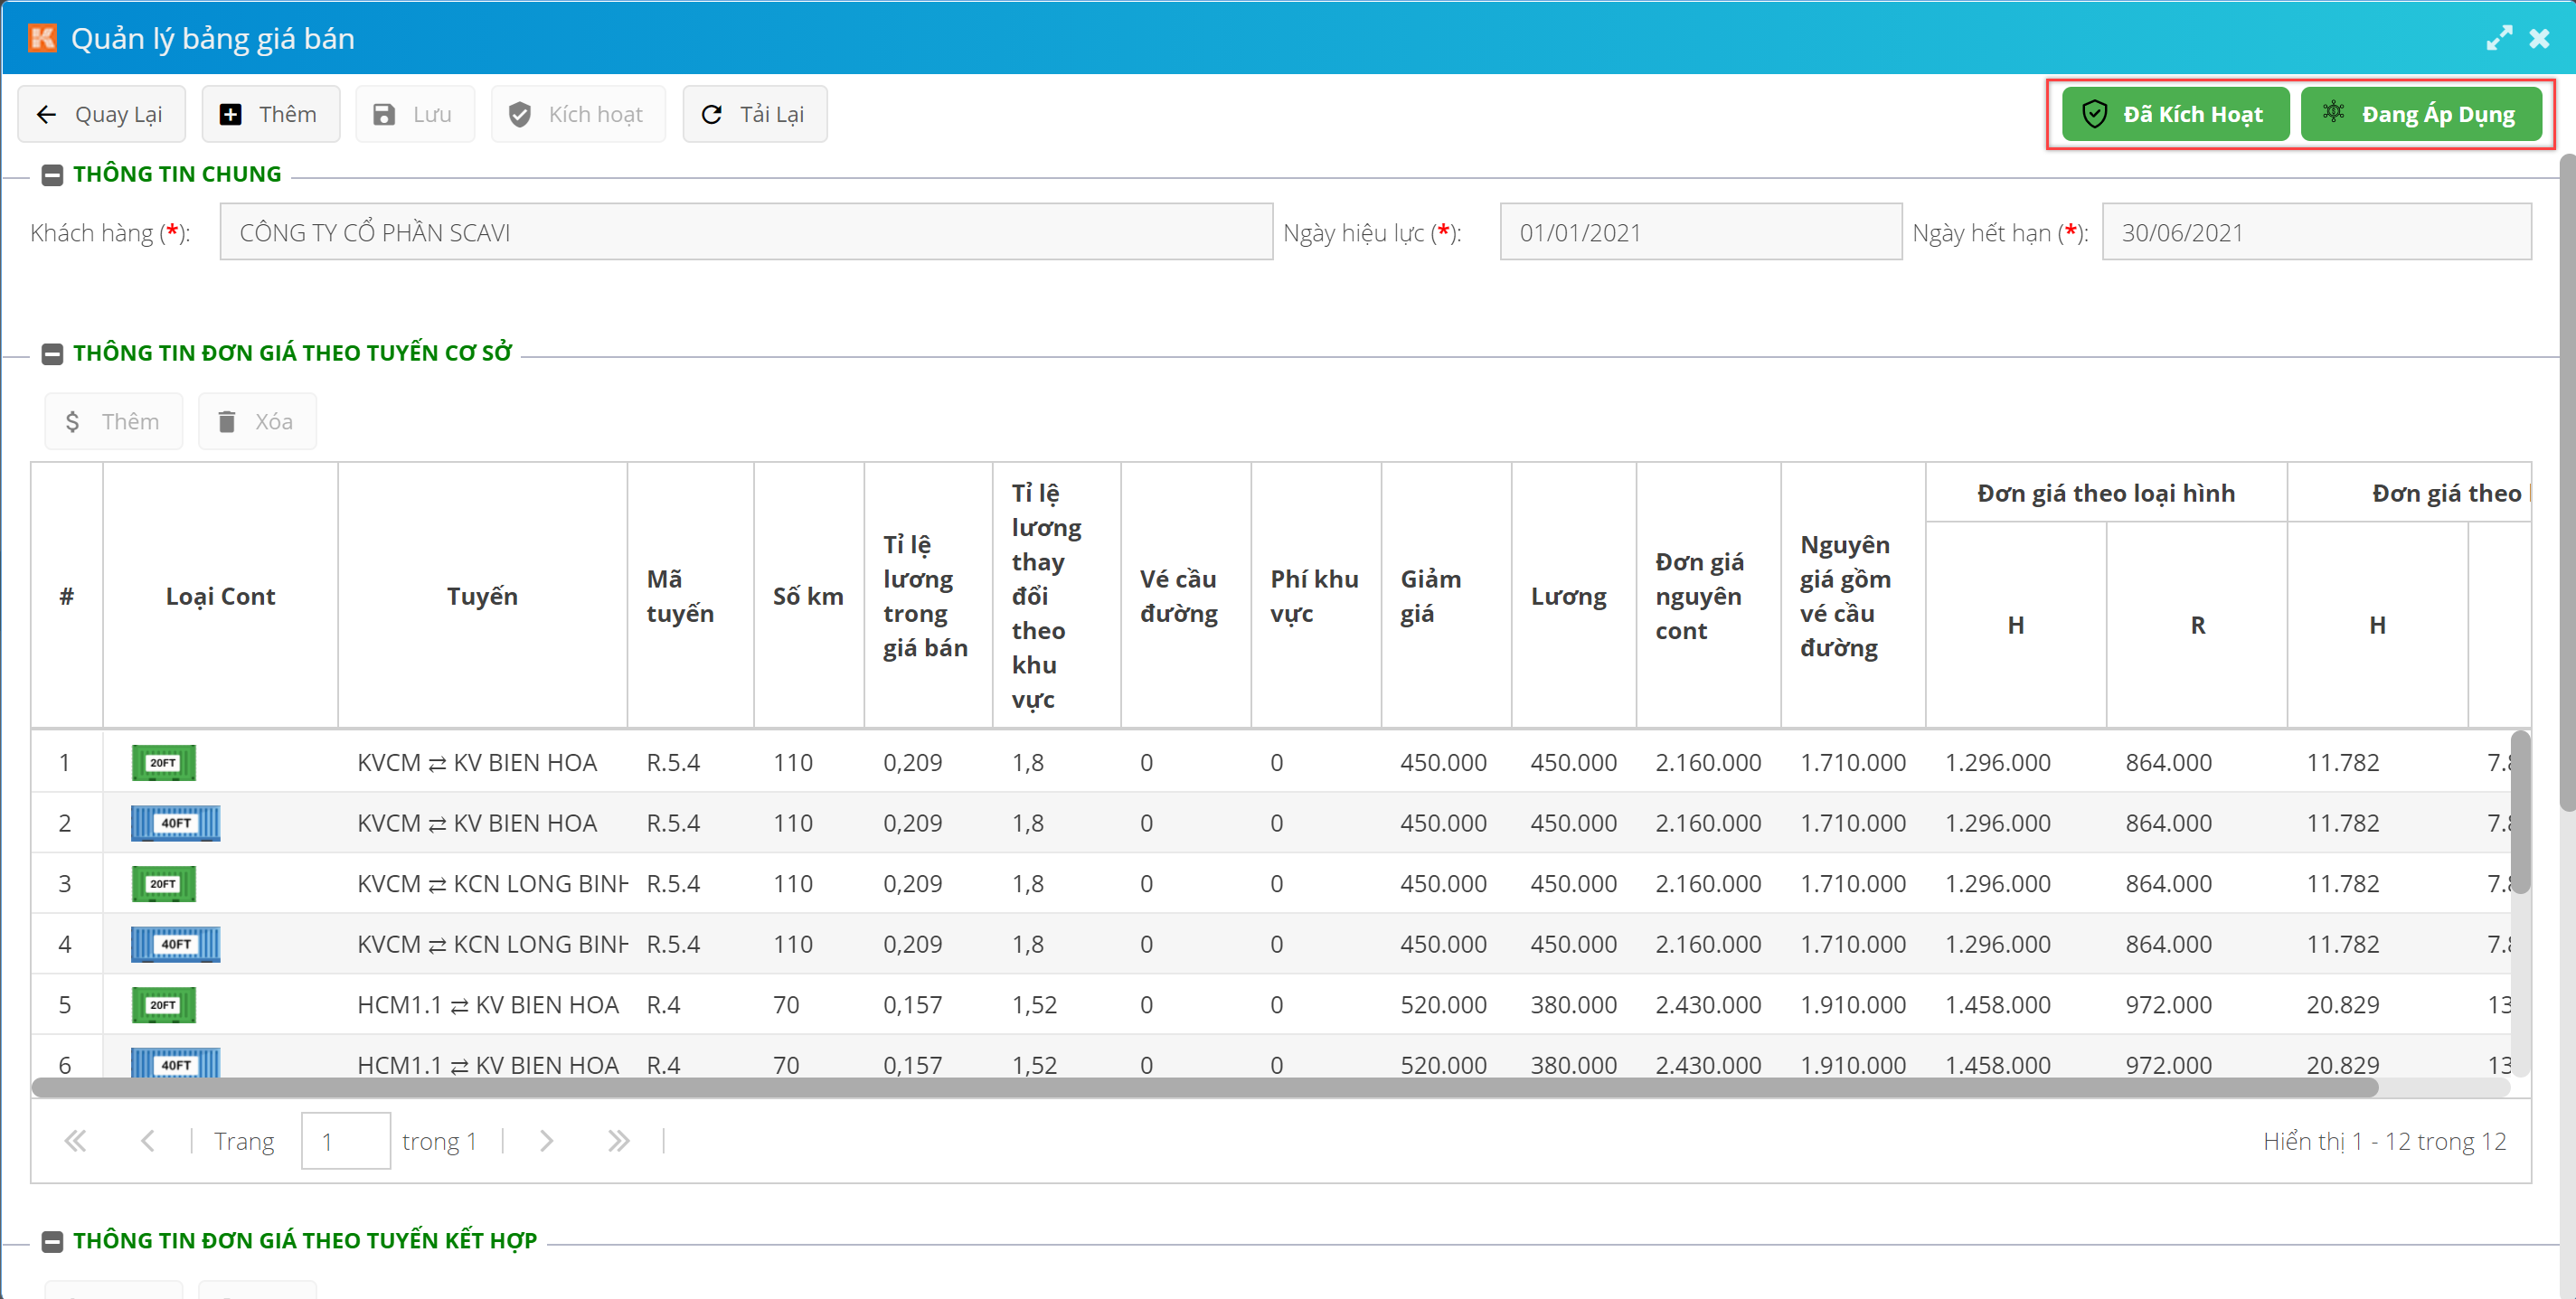 K Quản lý bảng giá bán
Quay Lại Thêm Lưu Kích hoạt Tải Lại Đã Kích Hoạt Đang Áp Dụng
THÔNG TIN CHUNG
Khách hàng (*): CÔNG TY CỔ PHẦN SCAVI Ngày hiệu lực (*): 01/01/2021 Ngày hết hạn (*): 30/06/2021
THÔNG TIN ĐƠN GIÁ THEO TUYẾN CƠ SỞ
$ Thêm Xóa
# Loại Cont Tuyến Mã tuyến Số km Tỉ lệ lương trong giá bán Tỉ lệ lương thay đổi theo khu vực Vé cầu đường Phí khu vực Giảm giá Lương Đơn giá nguyên cont Nguyên giá gồm vé cầu đường Đơn giá theo loại hình Đơn giá theo
H R H
1 20FT KVCM ⇄ KV BIEN HOA R.5.4 110 0,209 1,8 0 0 450.000 450.000 2.160.000 1.710.000 1.296.000 864.000 11.782 7.8
2 40FT KVCM ⇄ KV BIEN HOA R.5.4 110 0,209 1,8 0 0 450.000 450.000 2.160.000 1.710.000 1.296.000 864.000 11.782 7.8
3 20FT KVCM ⇄ KCN LONG BINH R.5.4 110 0,209 1,8 0 0 450.000 450.000 2.160.000 1.710.000 1.296.000 864.000 11.782 7.8
4 40FT KVCM ⇄ KCN LONG BINH R.5.4 110 0,209 1,8 0 0 450.000 450.000 2.160.000 1.710.000 1.296.000 864.000 11.782 7.8
5 20FT HCM1.1 ⇄ KV BIEN HOA R.4 70 0,157 1,52 0 0 520.000 380.000 2.430.000 1.910.000 1.458.000 972.000 20.829 13
6 40FT HCM1.1 ⇄ KV BIEN HOA R.4 70 0,157 1,52 0 0 520.000 380.000 2.430.000 1.910.000 1.458.000 972.000 20.829 13
Trang 1 trong 1 Hiển thị 1 - 12 trong 12
THÔNG TIN ĐƠN GIÁ THEO TUYẾN KẾT HỢP